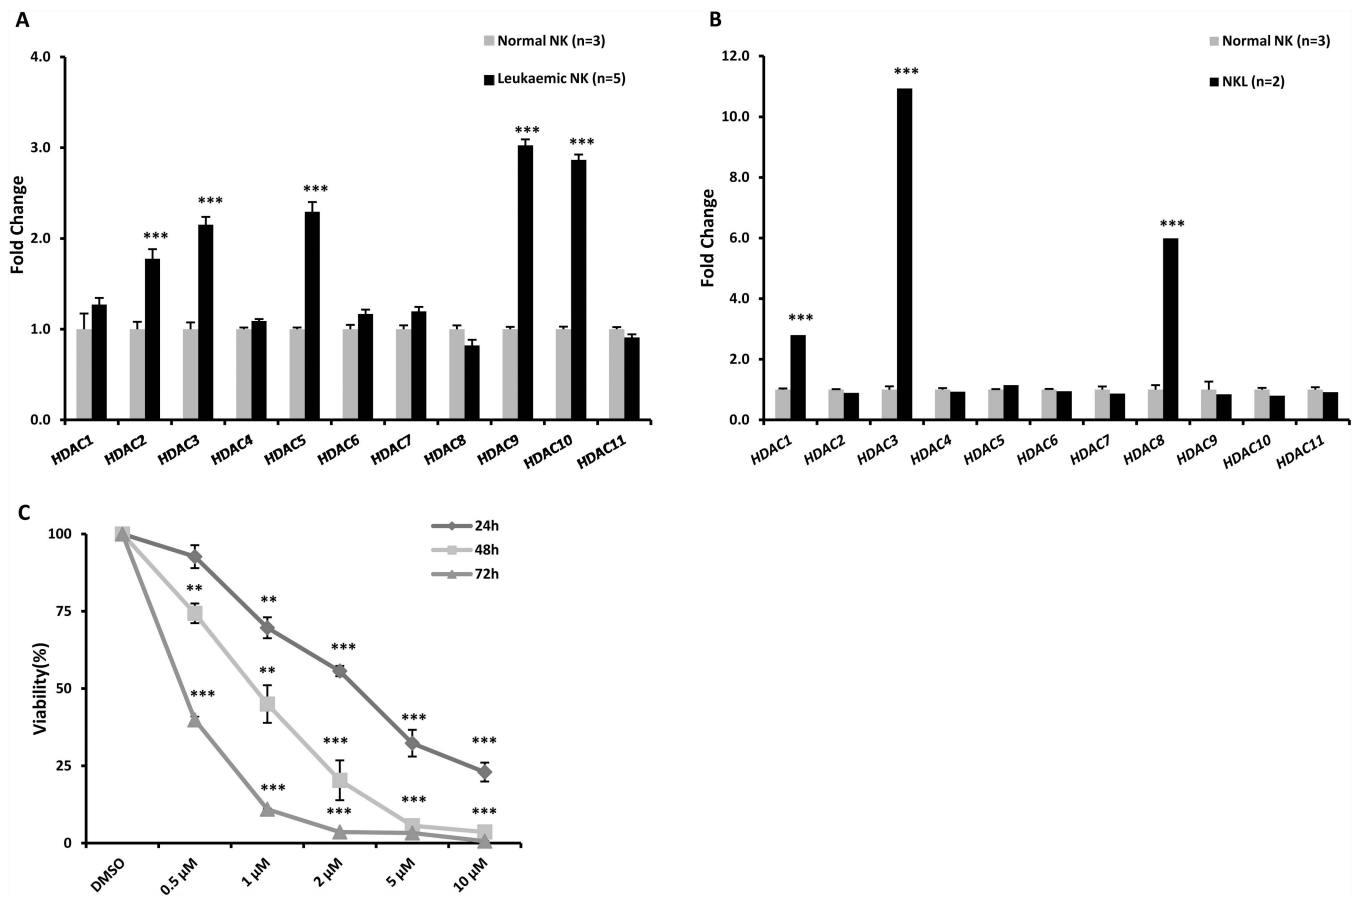 A
Normal NK (n=3)
Leukaemic NK (n=5)
Fold Change
4.0
3.0
2.0
1.0
0.0
***
***
***
***
***
HDAC1
HDAC2
HDAC3
HDAC4
HDAC5
HDAC6
HDAC7
HDAC8
HDAC9
HDAC10
HDAC11
B
Normal NK (n=3)
NKL (n=2)
Fold Change
12.0
10.0
8.0
6.0
4.0
2.0
0.0
***
***
***
HDAC1
HDAC2
HDAC3
HDAC4
HDAC5
HDAC6
HDAC7
HDAC8
HDAC9
HDAC10
HDAC11
C
24h
48h
72h
Viability(%)
100
75
50
25
0
**
**
***
**
***
***
***
***
***
***
***
***
DMSO
0.5 µM
1 µM
2 µM
5 µM
10 µM